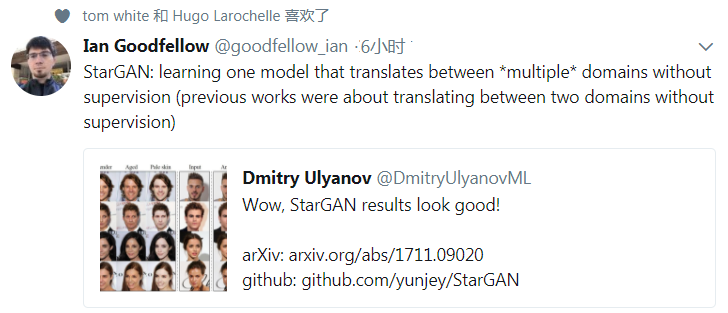 tom white 和 Hugo Larochelle 喜欢了
Ian Goodfellow @goodfellow_ian · 6小时
StarGAN: learning one model that translates between *multiple* domains without
supervision (previous works were about translating between two domains without
supervision)
Aged Pale skin Input
Dmitry Ulyanov @DmitryUlyanovML
Wow, StarGAN results look good!
arXiv: arxiv.org/abs/1711.09020
github: github.com/yunjey/StarGAN